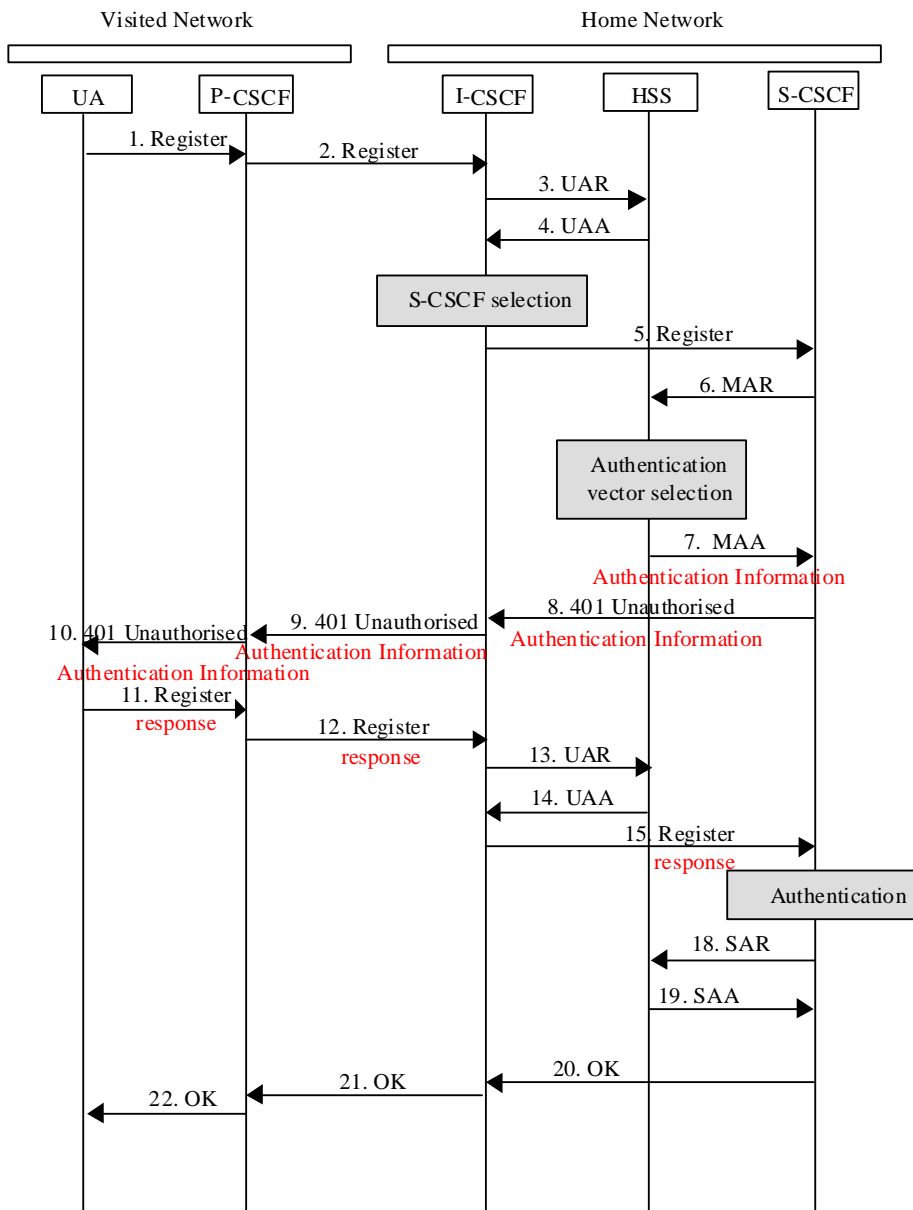 Visited Network
Home Network
UA
P-CSCF
I-CSCF
HSS
S-CSCF
1. Register
2. Register
3. UAR
4. UAA
S-CSCF selection
5. Register
6. MAR
Authentication
vector selection
7. MAA
Authentication Information
8. 401 Unauthorised
Authentication Information
9. 401 Unauthorised
Authentication Information
10. 401 Unauthorised
Authentication Information
11. Register
response
12. Register
response
13. UAR
14. UAA
15. Register
response
Authentication
18. SAR
19. SAA
20. OK
21. OK
22. OK